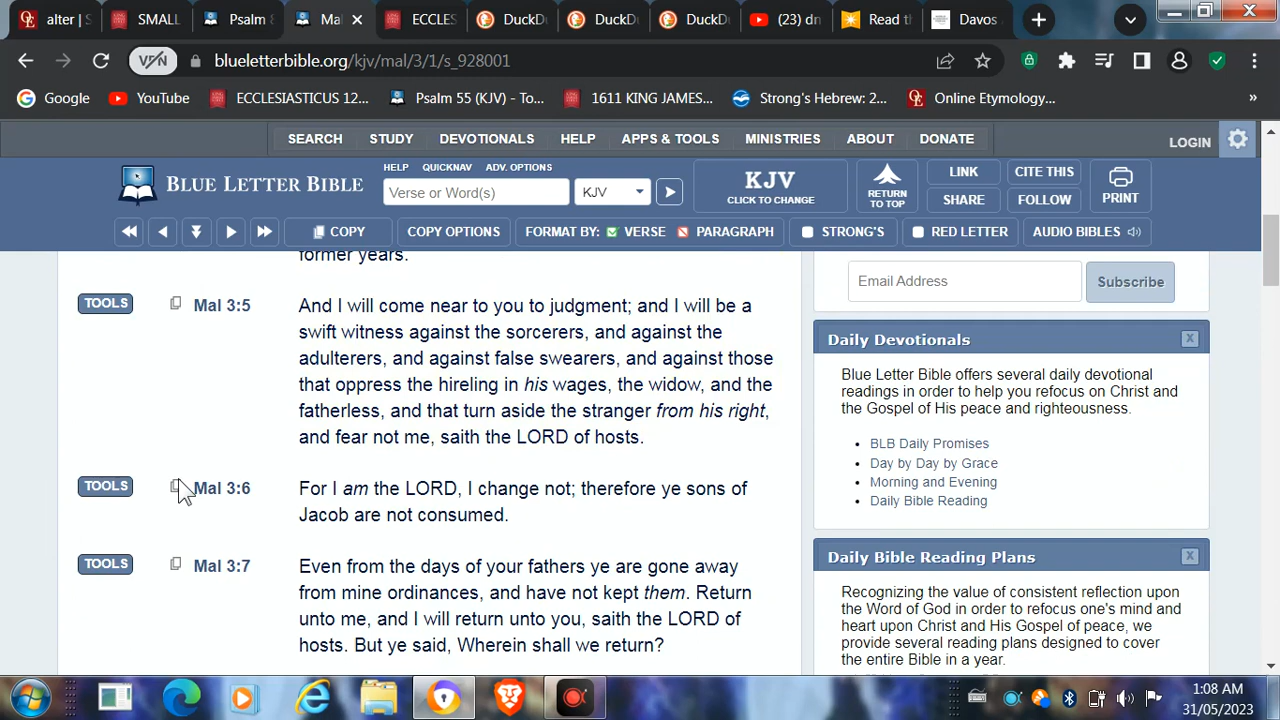 alter | S
SMALL
Psalm 8
Mal
ECCLES
DuckD
DuckDu
DuckDu
(23) d
Read th
Davos
VPN
blueletterbible.org/kjv/mal/3/1/s_928001
Google
YouTube
ECCLESIASTICUS 12...
Psalm 55 (KJV) - To...
1611 KING JAMES...
Strong's Hebrew: 2...
Online Etymology...
»
SEARCH STUDY DEVOTIONALS HELP APPS & TOOLS MINISTRIES ABOUT DONATE
LOGIN
HELP QUICKNAV ADV. OPTIONS
BLUE LETTER BIBLE
Verse or Word(s)
KJV
KJV
CLICK TO CHANGE
RETURN
TO TOP
LINK
SHARE
CITE THIS
FOLLOW
PRINT
COPY
COPY OPTIONS
FORMAT BY: VERSE PARAGRAPH
STRONG'S
RED LETTER
AUDIO BIBLES
former years.
TOOLS
Mal 3:5
And I will come near to you to judgment; and I will be a
swift witness against the sorcerers, and against the
adulterers, and against false swearers, and against those
that oppress the hireling in his wages, the widow, and the
fatherless, and that turn aside the stranger from his right,
and fear not me, saith the LORD of hosts.
TOOLS
Mal 3:6
For I am the LORD, I change not; therefore ye sons of
Jacob are not consumed.
TOOLS
Mal 3:7
Even from the days of your fathers ye are gone away
from mine ordinances, and have not kept them. Return
unto me, and I will return unto you, saith the LORD of
hosts. But ye said, Wherein shall we return?
Email Address
Subscribe
Daily Devotionals
Blue Letter Bible offers several daily devotional
readings in order to help you refocus on Christ and
the Gospel of His peace and righteousness.
• BLB Daily Promises
• Day by Day by Grace
• Morning and Evening
• Daily Bible Reading
Daily Bible Reading Plans
Recognizing the value of consistent reflection upon
the Word of God in order to refocus one's mind and
heart upon Christ and His Gospel of peace, we
provide several reading plans designed to cover
the entire Bible in a year.
1:08 AM
31/05/2023